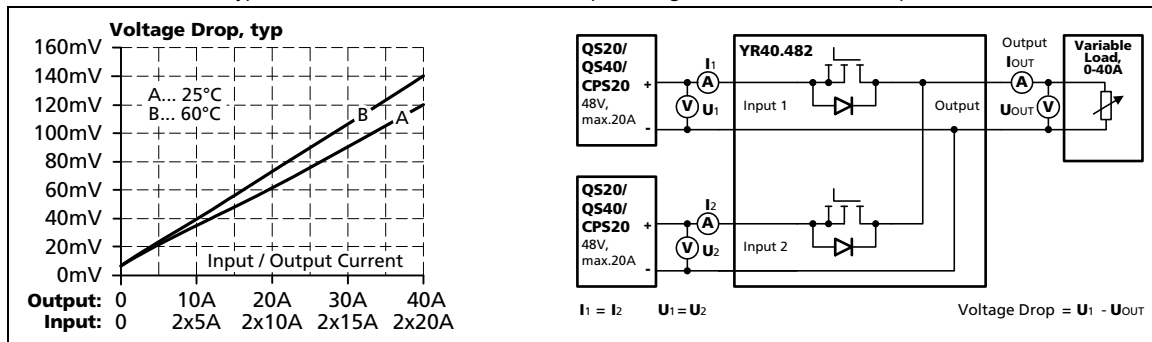 Voltage Drop, typ
160mV
140mV
120mV
100mV
80mV
60mV
40mV
20mV
0mV
A... 25°C
B... 60°C
B
A
Input / Output Current
Output: 0 10A 20A 30A 40A
Input: 0 2x5A 2x10A 2x15A 2x20A
QS20/
QS40/
CPS20
48V,
max.20A
+
-
I1
A
V U1
YR40.482
Input 1
Output
Output
IOUT
A
UOUT V
Variable
Load,
0-40A
QS20/
QS40/
CPS20
48V,
max.20A
+
-
I2
A
V U2
Input 2
I1 = I2 U1 = U2
Voltage Drop = U1 - UOUT